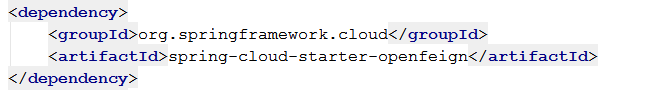 <dependency>
    <groupId>org.springframework.cloud</groupId>
    <artifactId>spring-cloud-starter-openfeign</artifactId>
</dependency>